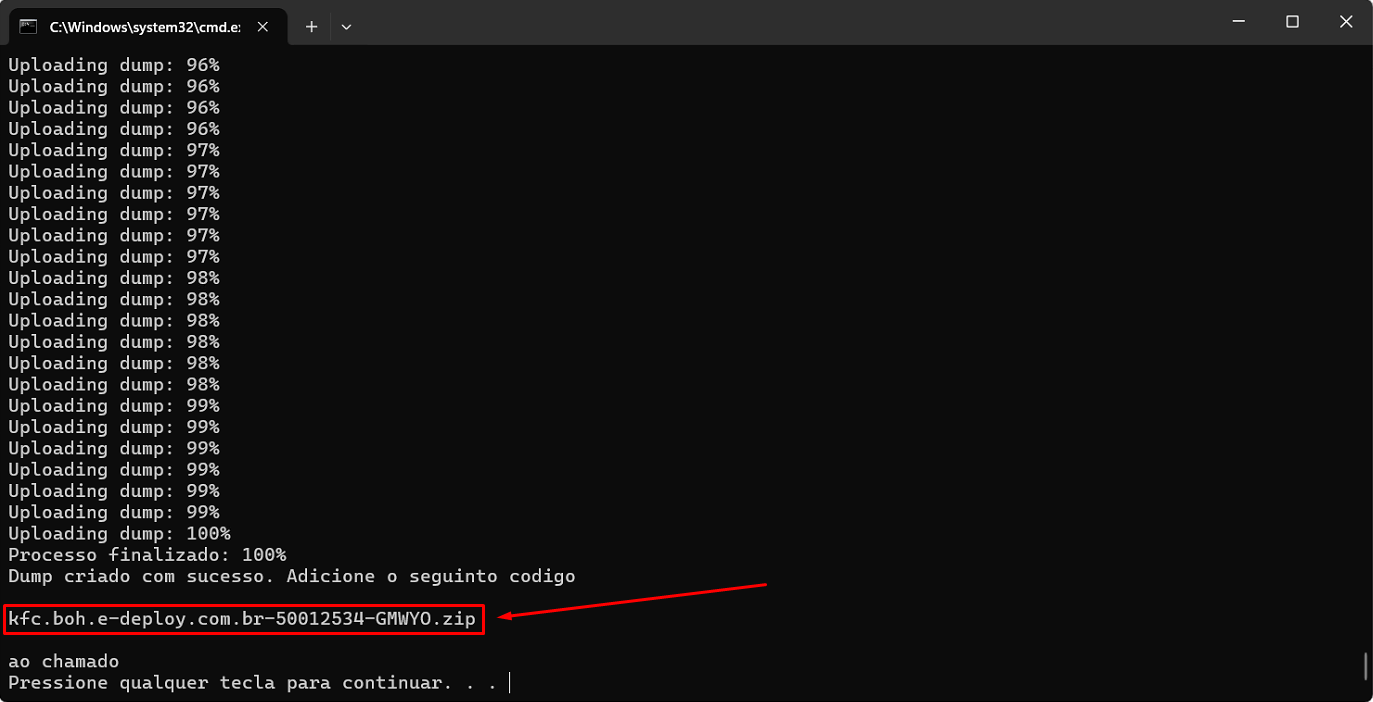 C:\Windows\system32\cmd.e
Uploading dump: 96%
Uploading dump: 96%
Uploading dump: 96%
Uploading dump: 96%
Uploading dump: 97%
Uploading dump: 97%
Uploading dump: 97%
Uploading dump: 97%
Uploading dump: 97%
Uploading dump: 97%
Uploading dump: 98%
Uploading dump: 98%
Uploading dump: 98%
Uploading dump: 98%
Uploading dump: 98%
Uploading dump: 98%
Uploading dump: 99%
Uploading dump: 99%
Uploading dump: 99%
Uploading dump: 99%
Uploading dump: 99%
Uploading dump: 99%
Uploading dump: 100%
Processo finalizado: 100%
Dump criado com sucesso. Adicione o seguinto codigo
kfc.boh.e-deploy.com.br-50012534-GMWYO.zip
ao chamado
Pressione qualquer tecla para continuar. . .